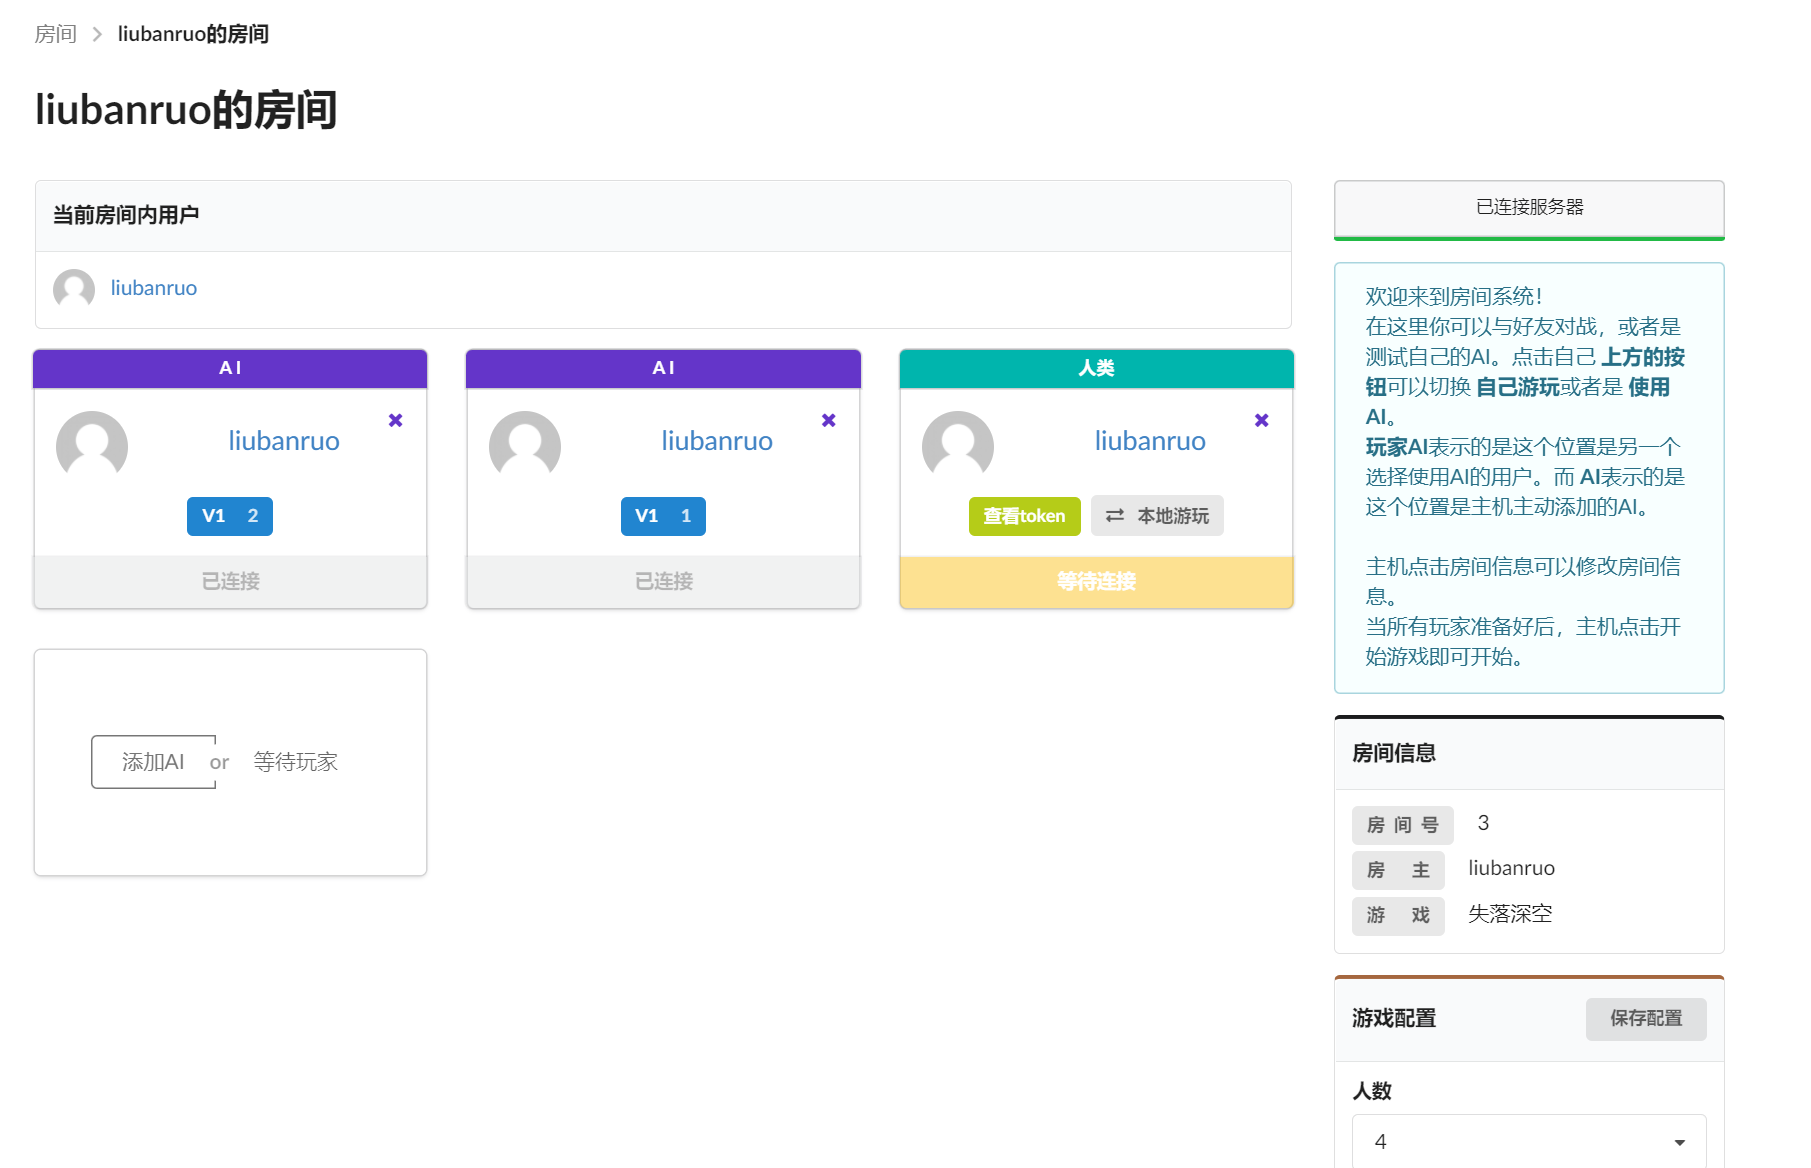 房间 > liubanruo的房间
liubanruo的房间
当前房间内用户
liubanruo
AI
liubanruo
V1 2
已连接
AI
liubanruo
V1 1
已连接
人类
liubanruo
查看token
本地游玩
等待连接
添加AI or 等待玩家
已连接服务器
欢迎来到房间系统！
在这里你可以与好友对战，或者是
测试自己的AI。点击自己 上方的按
钮可以切换 自己游玩或者是 使用
AI。
玩家AI表示的是这个位置是另一个
选择使用AI的用户。而 AI表示的是
这个位置是主机主动添加的AI。
主机点击房间信息可以修改房间信
息。
当所有玩家准备好后，主机点击开
始游戏即可开始。
房间信息
房间号 3
房主 liubanruo
游戏 失落深空
游戏配置
保存配置
人数
4